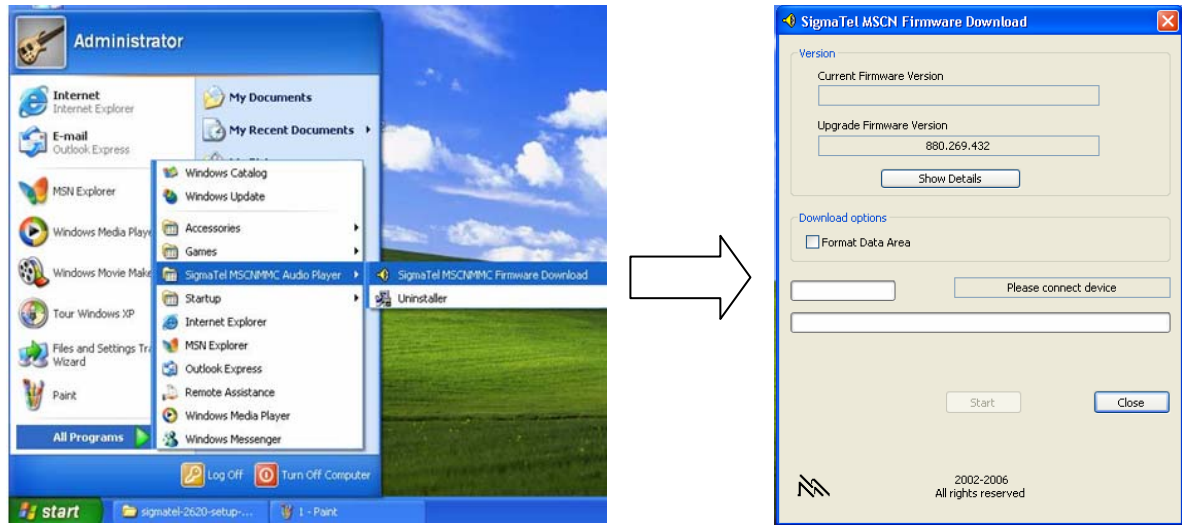 Administrator
Internet
Internet Explorer
E-mail
Outlook Express
MSN Explorer
Windows Media Playe
Windows Movie Make
Tour Windows XP
Files and Settings Tra
Wizard
Paint
All Programs
My Documents
My Recent Documents
Windows Catalog
Windows Update
Accessories
Games
SigmaTel MSCNMMC Audio Player
Startup
Internet Explorer
MSN Explorer
Outlook Express
Remote Assistance
Windows Media Player
Windows Messenger
SigmaTel MSCNMMC Firmware Download
Uninstaller
Log Off
Turn Off Computer
start
sigmatel-2620-setup-...
1 - Paint
SigmaTel MSCN Firmware Download
Version
Current Firmware Version
Upgrade Firmware Version
880.269.432
Show Details
Download options
Format Data Area
Please connect device
Start
Close
2002-2006
All rights reserved